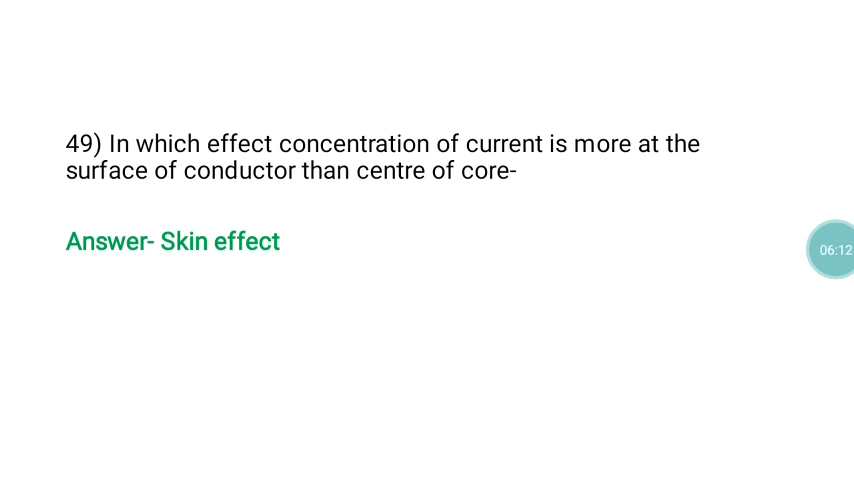 49) In which effect concentration of current is more at the
surface of conductor than centre of core-
Answer- Skin effect
06:12